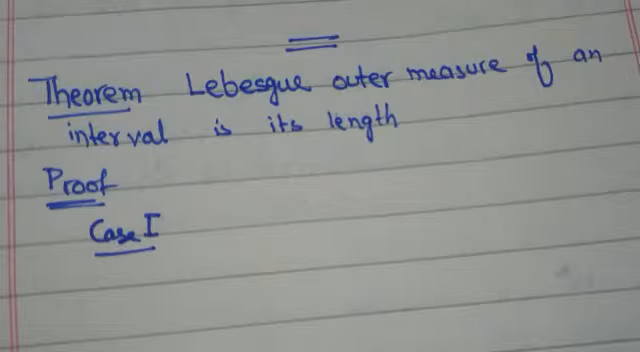 Theorem Lebesgue outer measure of an
interval is its length
Proof
Case I